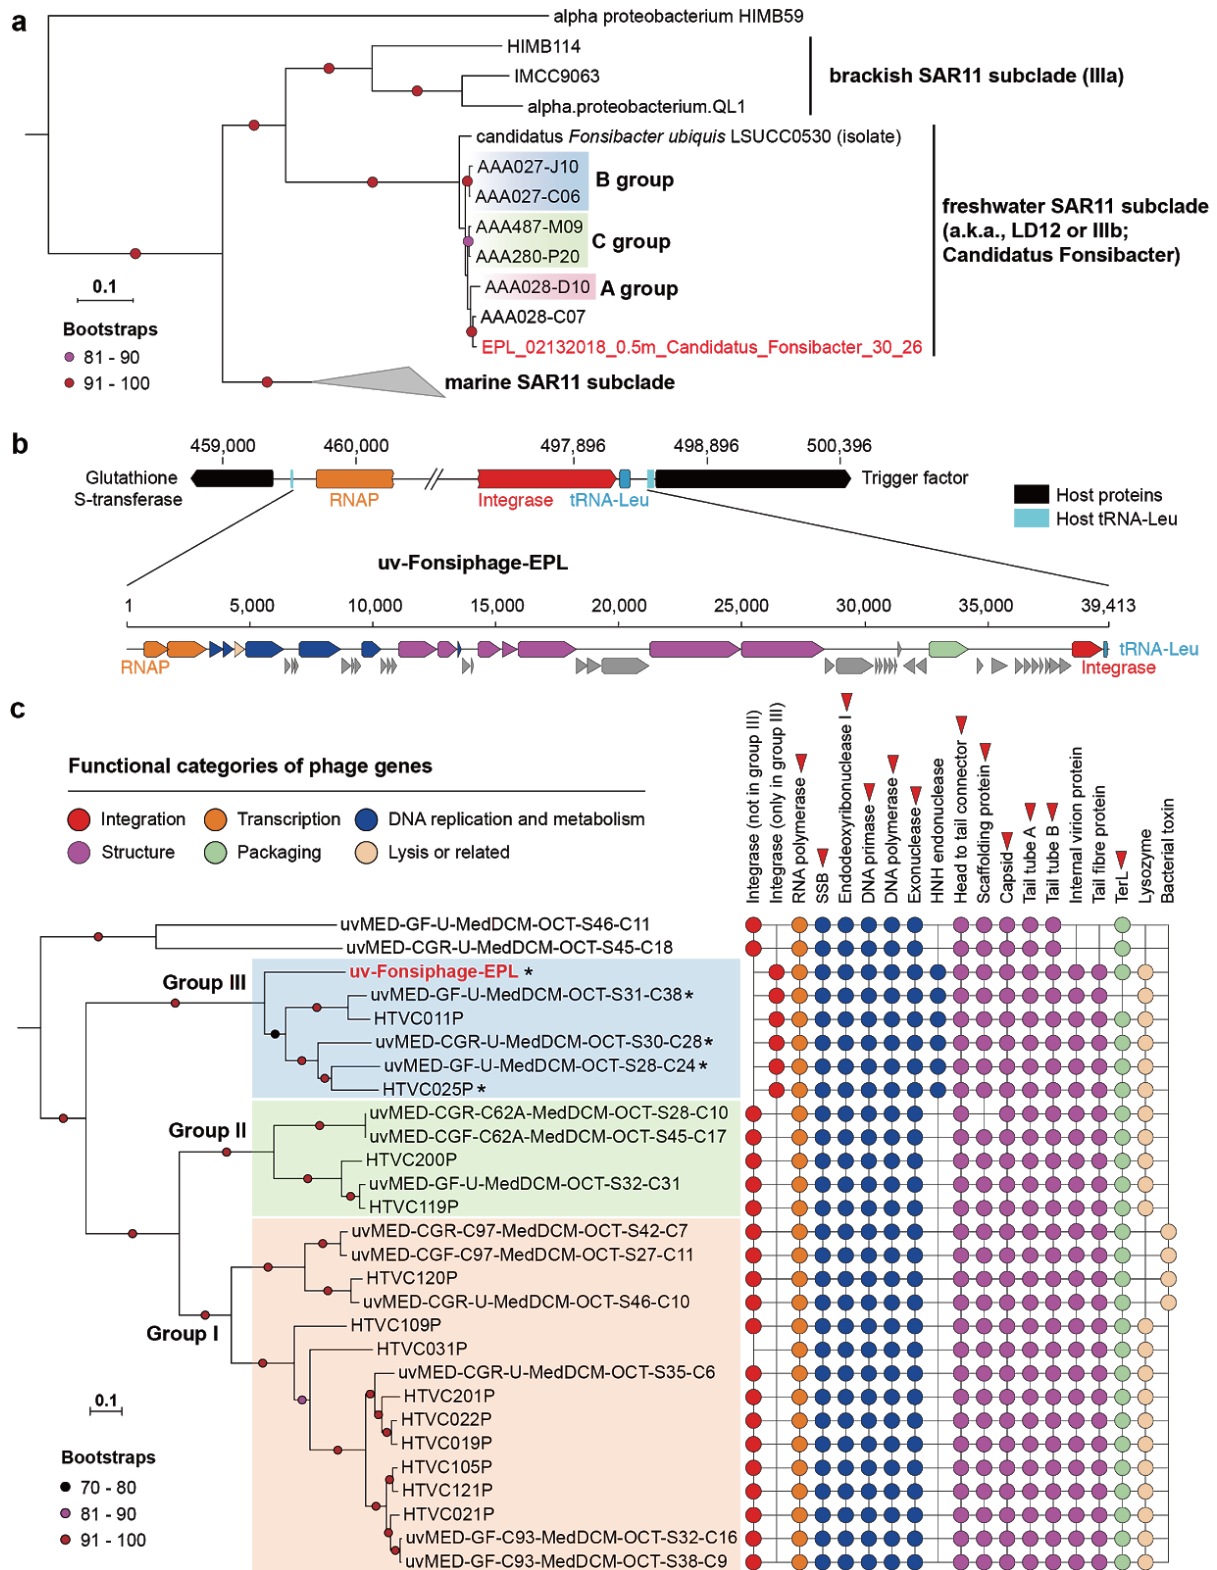 a
alpha proteobacterium HIMB59
HIMB114
IMCC9063
alpha.proteobacterium.QL1
brackish SAR11 subclade (IIIa)
candidatus Fonsibacter ubiquis LSUCC0530 (isolate)
AAA027-J10
AAA027-C06
B group
AAA487-M09
AAA280-P20
C group
AAA028-D10
A group
AAA028-C07
EPL_02132018_0.5m_Candidatus_Fonsibacter_30_26
freshwater SAR11 subclade
(a.k.a., LD12 or IIIb;
Candidatus Fonsibacter)
marine SAR11 subclade
0.1
Bootstraps
81 - 90
91 - 100
b
459,000
460,000
497,896
498,896
500,396
Glutathione
S-transferase
RNAP
Integrase
tRNA-Leu
Trigger factor
Host proteins
Host tRNA-Leu
uv-Fonsiphage-EPL
1
5,000
10,000
15,000
20,000
25,000
30,000
35,000
39,413
RNAP
tRNA-Leu
Integrase
c
Functional categories of phage genes
Integration
Transcription
DNA replication and metabolism
Structure
Packaging
Lysis or related
Integrase (not in group III)
Integrase (only in group III)
RNA polymerase
SSB
Endodeoxyribonuclease I
DNA primase
DNA polymerase
Exonuclease
HNH endonuclease
Head to tail connector
Scaffolding protein
Capsid
Tail tube A
Tail tube B
Internal virion protein
Tail fibre protein
TerL
Lysozyme
Bacterial toxin
uvMED-GF-U-MedDCM-OCT-S46-C11
uvMED-CGR-U-MedDCM-OCT-S45-C18
Group III
uv-Fonsiphage-EPL *
uvMED-GF-U-MedDCM-OCT-S31-C38*
HTVC011P
uvMED-CGR-U-MedDCM-OCT-S30-C28*
uvMED-GF-U-MedDCM-OCT-S28-C24*
HTVC025P *
Group II
uvMED-CGR-C62A-MedDCM-OCT-S28-C10
uvMED-CGF-C62A-MedDCM-OCT-S45-C17
HTVC200P
uvMED-GF-U-MedDCM-OCT-S32-C31
HTVC119P
Group I
uvMED-CGR-C97-MedDCM-OCT-S42-C7
uvMED-CGF-C97-MedDCM-OCT-S27-C11
HTVC120P
uvMED-CGR-U-MedDCM-OCT-S46-C10
HTVC109P
HTVC031P
uvMED-CGR-U-MedDCM-OCT-S35-C6
HTVC201P
HTVC022P
HTVC019P
HTVC105P
HTVC121P
HTVC021P
uvMED-GF-C93-MedDCM-OCT-S32-C16
uvMED-GF-C93-MedDCM-OCT-S38-C9
0.1
Bootstraps
70 - 80
81 - 90
91 - 100